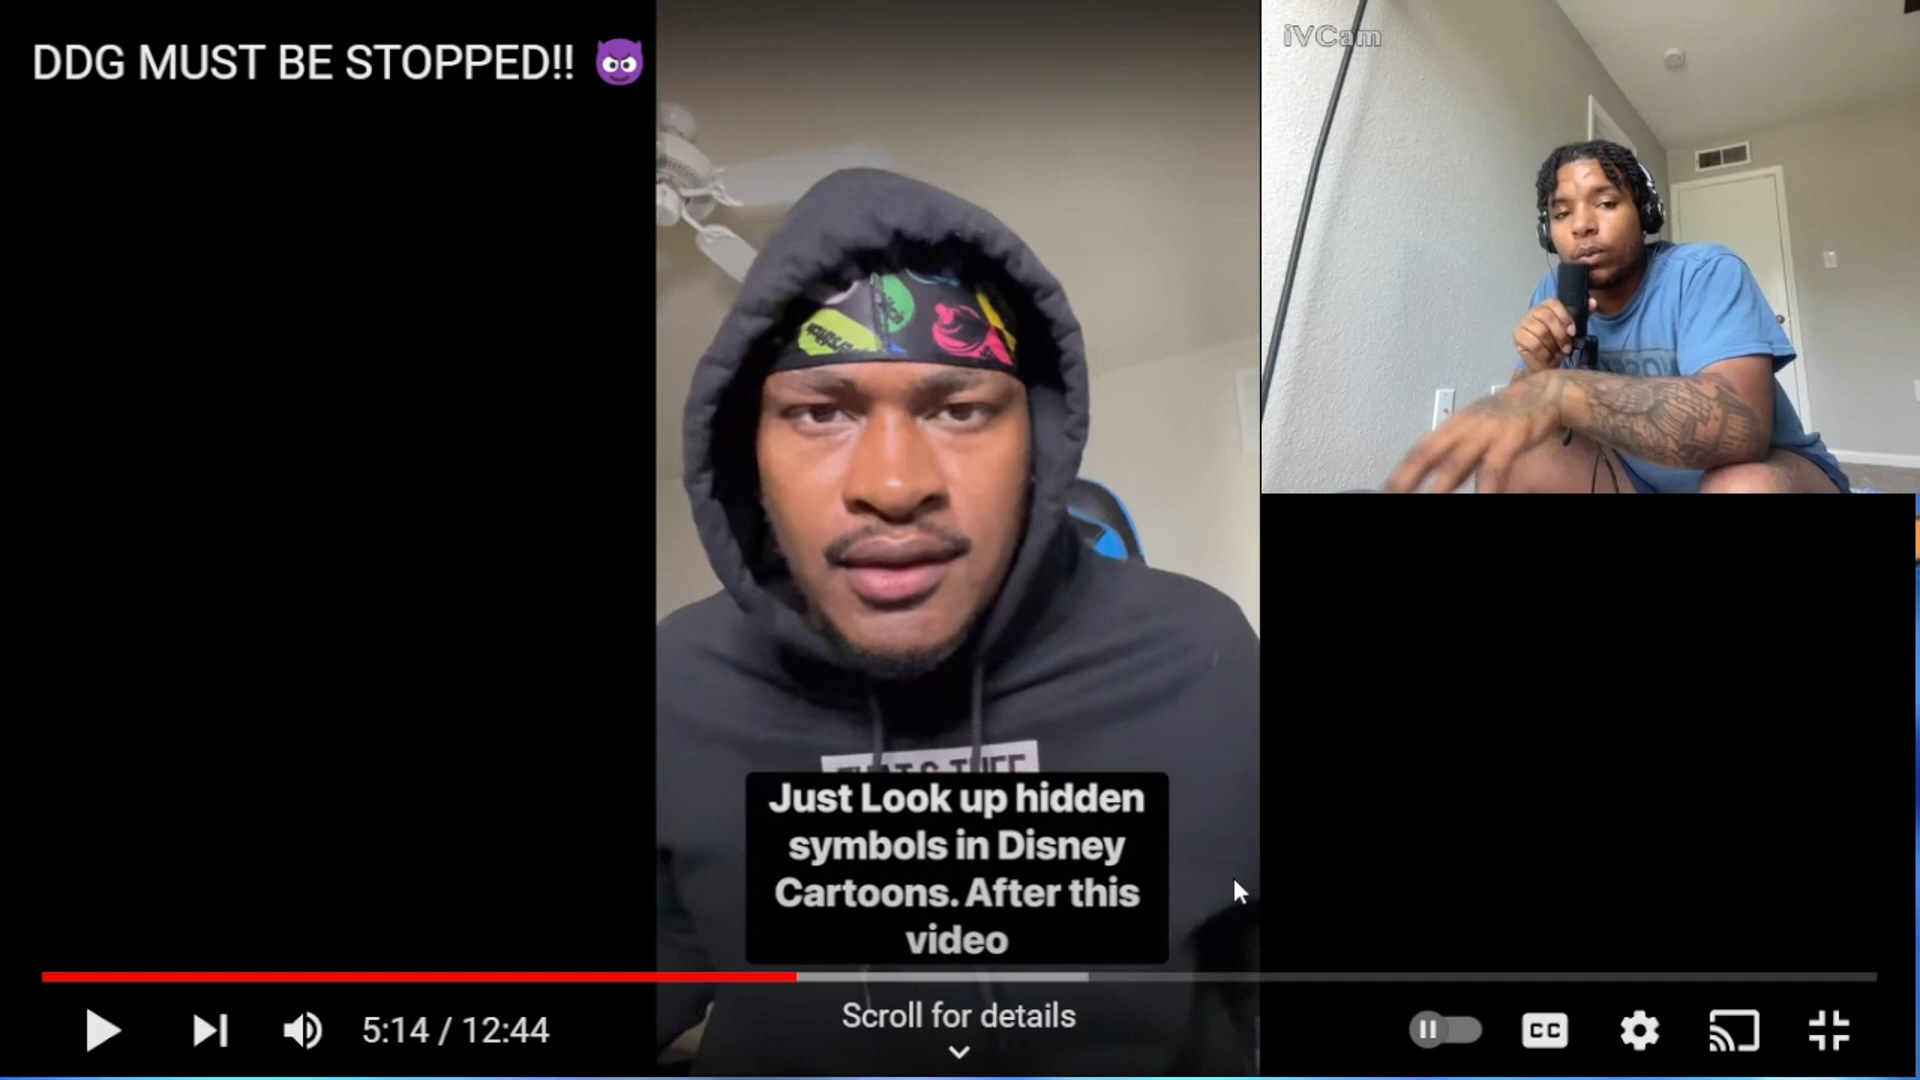 DDG MUST BE STOPPED!! 😈
iVCam
Just Look up hidden
symbols in Disney
Cartoons. After this
video
Scroll for details
5:14 / 12:44
CC